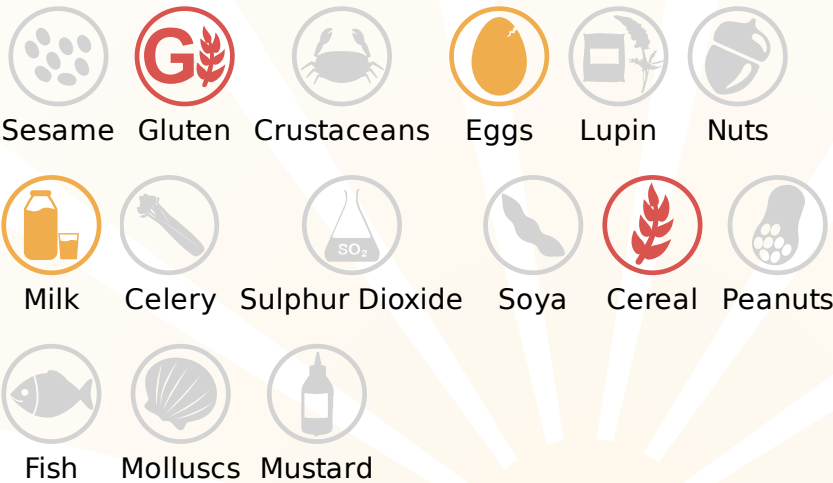 G
Sesame Gluten Crustaceans Eggs Lupin Nuts
SO₂
Milk Celery Sulphur Dioxide Soya Cereal Peanuts
Fish Molluscs Mustard